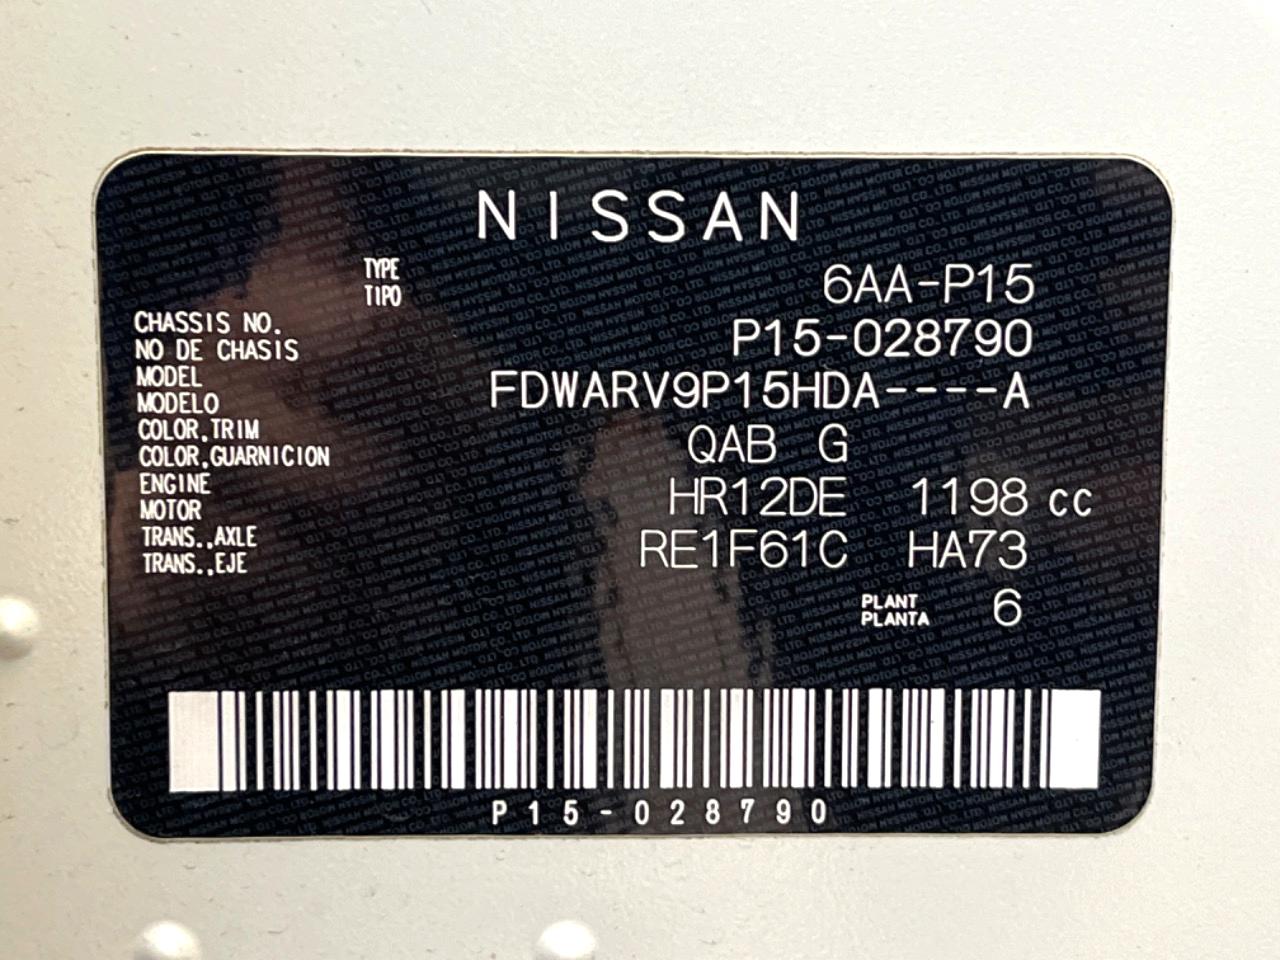 NISSAN
TYPE
TIPO 6AA-P15
CHASSIS NO.
NO DE CHASIS P15-028790
MODEL
MODELO FDWARV9P15HDA----A
COLOR,TRIM
COLOR,GUARNICION QAB G
ENGINE
MOTOR HR12DE 1198 cc
TRANS.,AXLE
TRANS.,EJE RE1F61C HA73
PLANT
PLANTA 6
P15-028790